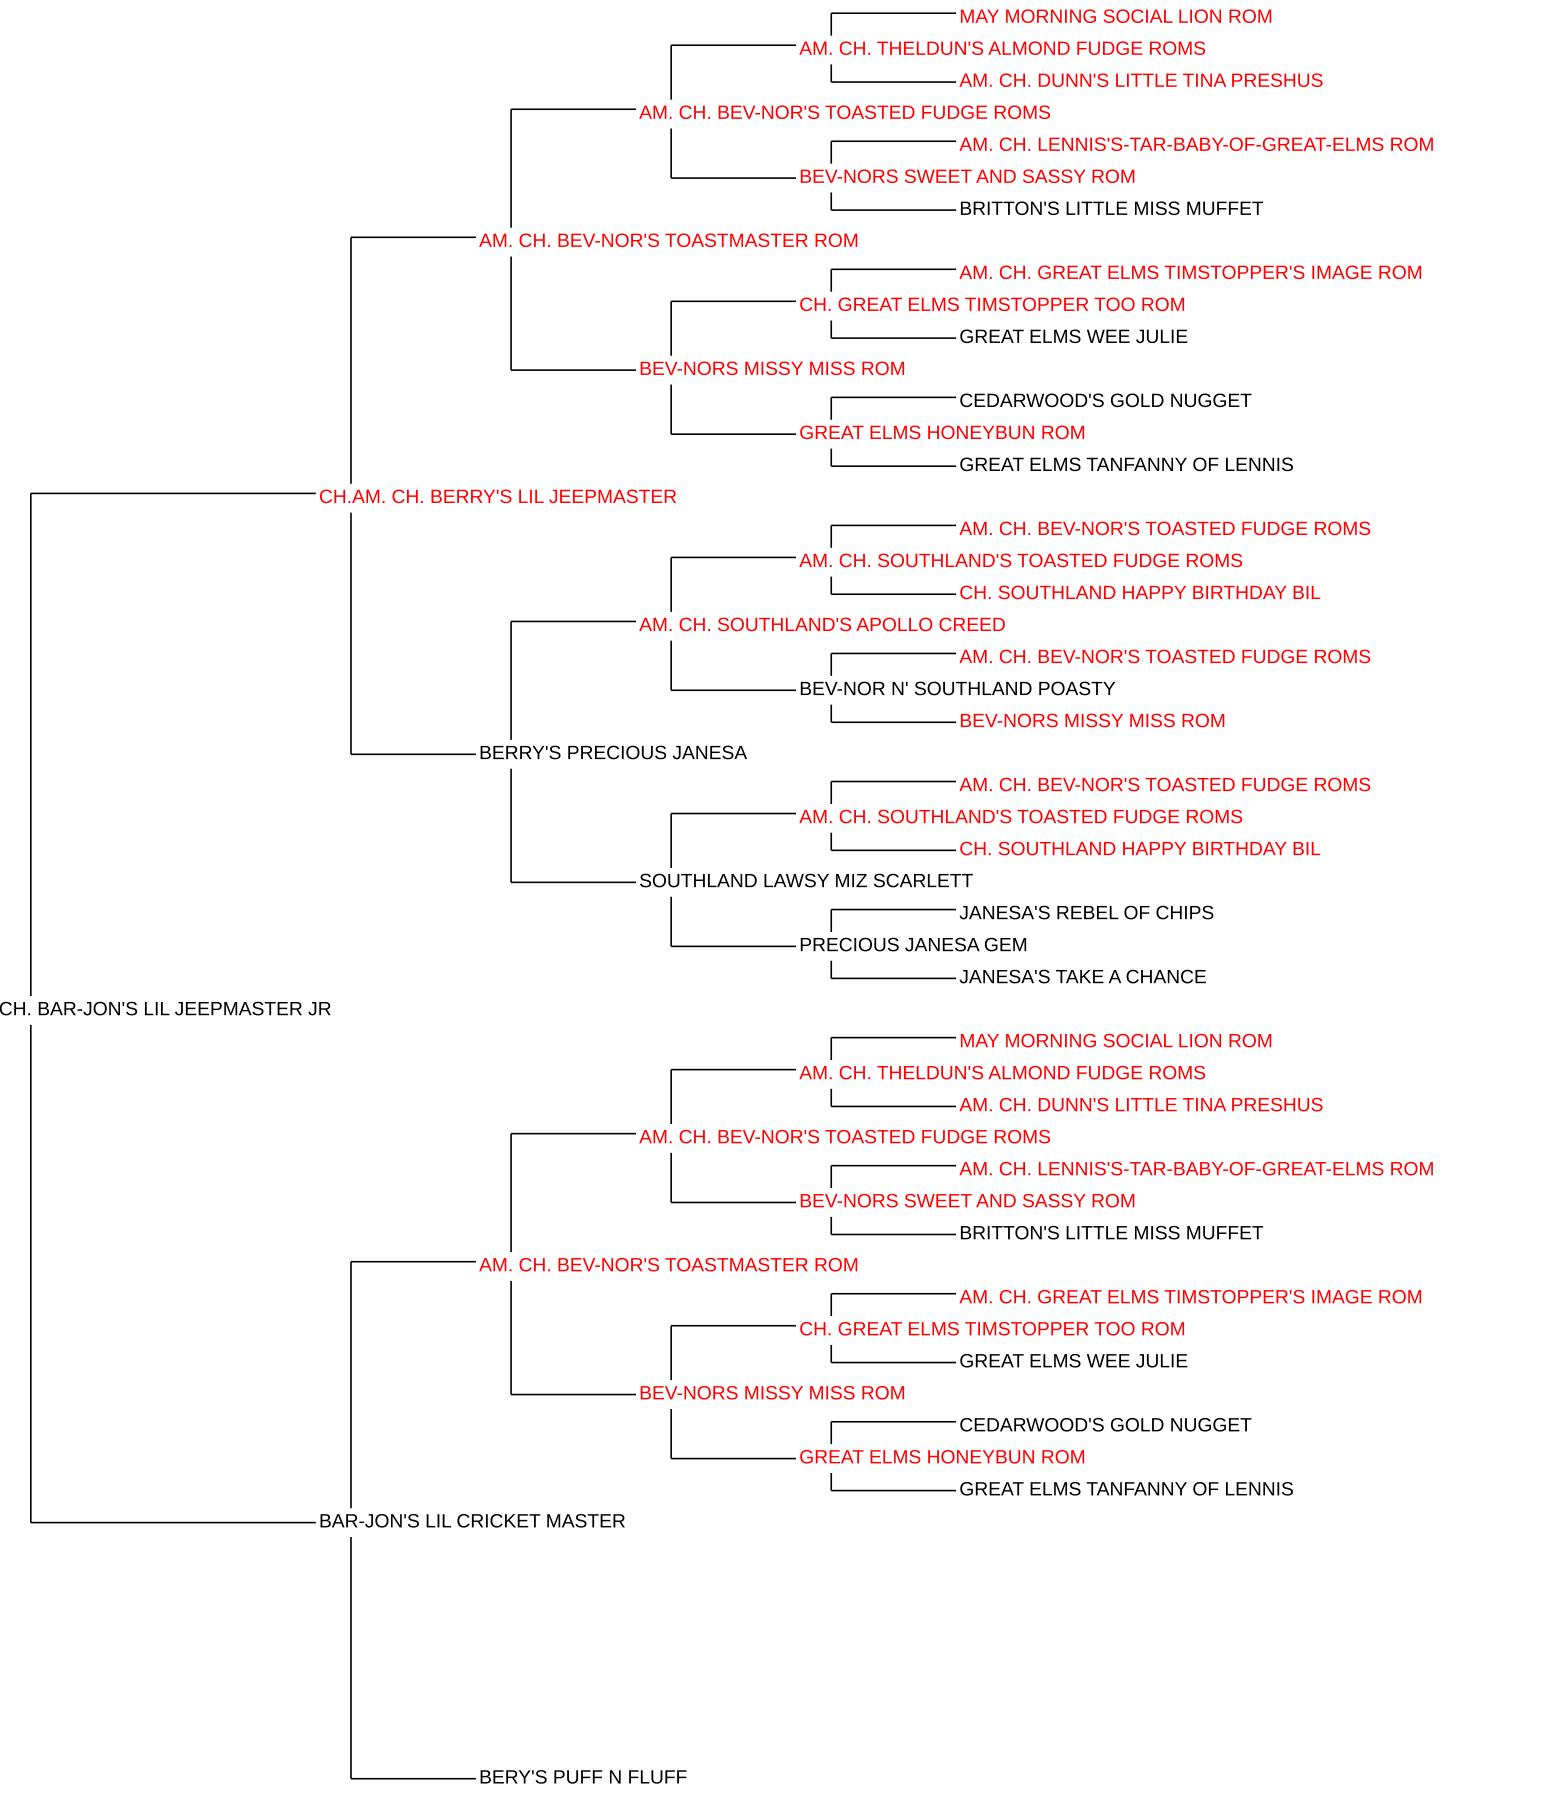 MAY MORNING SOCIAL LION ROM
AM. CH. THELDUN'S ALMOND FUDGE ROMS
AM. CH. DUNN'S LITTLE TINA PRESHUS
AM. CH. BEV-NOR'S TOASTED FUDGE ROMS
AM. CH. LENNIS'S-TAR-BABY-OF-GREAT-ELMS ROM
BEV-NORS SWEET AND SASSY ROM
BRITTON'S LITTLE MISS MUFFET
AM. CH. BEV-NOR'S TOASTMASTER ROM
AM. CH. GREAT ELMS TIMSTOPPER'S IMAGE ROM
CH. GREAT ELMS TIMSTOPPER TOO ROM
GREAT ELMS WEE JULIE
BEV-NORS MISSY MISS ROM
CEDARWOOD'S GOLD NUGGET
GREAT ELMS HONEYBUN ROM
GREAT ELMS TANFANNY OF LENNIS
CH.AM. CH. BERRY'S LIL JEEPMASTER
AM. CH. BEV-NOR'S TOASTED FUDGE ROMS
AM. CH. SOUTHLAND'S TOASTED FUDGE ROMS
CH. SOUTHLAND HAPPY BIRTHDAY BIL
AM. CH. SOUTHLAND'S APOLLO CREED
AM. CH. BEV-NOR'S TOASTED FUDGE ROMS
BEV-NOR N' SOUTHLAND POASTY
BEV-NORS MISSY MISS ROM
BERRY'S PRECIOUS JANESA
AM. CH. BEV-NOR'S TOASTED FUDGE ROMS
AM. CH. SOUTHLAND'S TOASTED FUDGE ROMS
CH. SOUTHLAND HAPPY BIRTHDAY BIL
SOUTHLAND LAWSY MIZ SCARLETT
JANESA'S REBEL OF CHIPS
PRECIOUS JANESA GEM
JANESA'S TAKE A CHANCE
CH. BAR-JON'S LIL JEEPMASTER JR
MAY MORNING SOCIAL LION ROM
AM. CH. THELDUN'S ALMOND FUDGE ROMS
AM. CH. DUNN'S LITTLE TINA PRESHUS
AM. CH. BEV-NOR'S TOASTED FUDGE ROMS
AM. CH. LENNIS'S-TAR-BABY-OF-GREAT-ELMS ROM
BEV-NORS SWEET AND SASSY ROM
BRITTON'S LITTLE MISS MUFFET
AM. CH. BEV-NOR'S TOASTMASTER ROM
AM. CH. GREAT ELMS TIMSTOPPER'S IMAGE ROM
CH. GREAT ELMS TIMSTOPPER TOO ROM
GREAT ELMS WEE JULIE
BEV-NORS MISSY MISS ROM
CEDARWOOD'S GOLD NUGGET
GREAT ELMS HONEYBUN ROM
GREAT ELMS TANFANNY OF LENNIS
BAR-JON'S LIL CRICKET MASTER
BERY'S PUFF N FLUFF